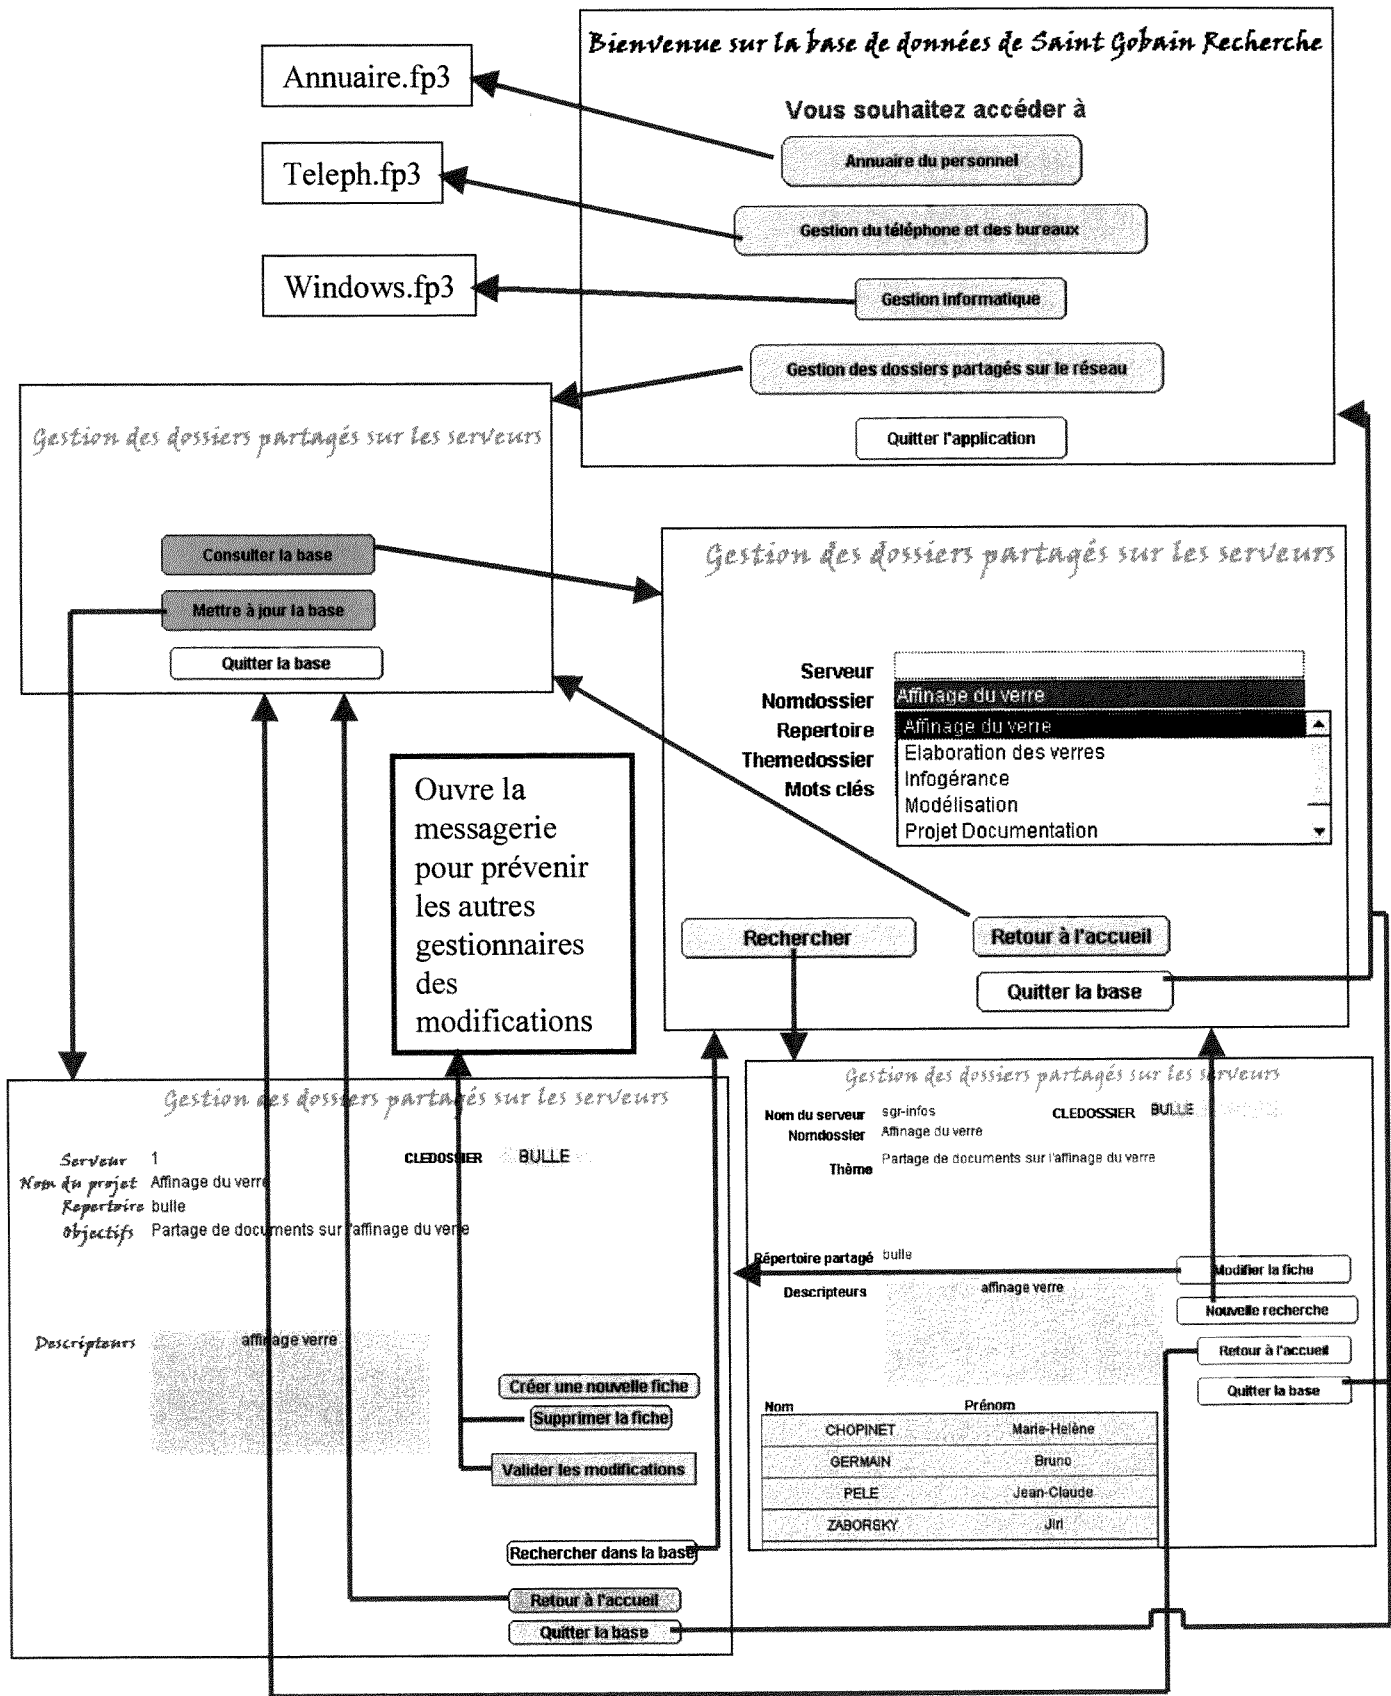 Bienvenue sur la base de données de Saint Gobain Recherche
Annuaire.fp3
Vous souhaitez accéder à
Annuaire du personnel
Teleph.fp3
Gestion du téléphone et des bureaux
Windows.fp3
Gestion informatique
Gestion des dossiers partagés sur le réseau
Quitter l'application
Gestion des dossiers partagés sur les serveurs
Consulter la base
Mettre à jour la base
Quitter la base
Gestion des dossiers partagés sur les serveurs
Serveur
Nomdossier Affinage du verre
Repertoire
Themedossier
Mots clés
Affinage du verre
Elaboration des verres
Infogérance
Modélisation
Projet Documentation
Rechercher
Retour à l'accueil
Quitter la base
Ouvre la
messagerie
pour prévenir
les autres
gestionnaires
des
modifications
Gestion des dossiers partagés sur les serveurs
Serveur 1
CLEDOSSIER BULLE
Nom du projet Affinage du verre
Repertoire bulle
Objectifs Partage de documents sur l'affinage du verre
Descripteurs affinage verre
Créer une nouvelle fiche
Supprimer la fiche
Valider les modifications
Rechercher dans la base
Retour à l'accueil
Quitter la base
Gestion des dossiers partagés sur les serveurs
Nom du serveur sgr-infos
CLEDOSSIER BULLE
Nomdossier Affinage du verre
Thème Partage de documents sur l'affinage du verre
Répertoire partagé bulle
Descripteurs affinage verre
Modifier la fiche
Nouvelle recherche
Retour à l'accueil
Quitter la base
Nom Prénom
CHOPINET Marie-Helène
GERMAIN Bruno
PELE Jean-Claude
ZABORSKY Jiri